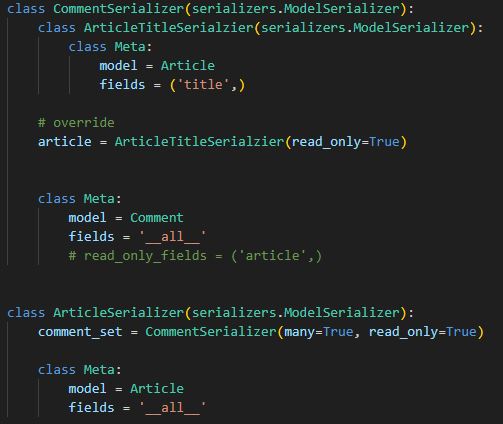 class CommentSerializer(serializers.ModelSerializer):
class ArticleTitleSerialzier(serializers.ModelSerializer):
class Meta:
model = Article
fields = ('title',)
# override
article = ArticleTitleSerialzier(read_only=True)
class Meta:
model = Comment
fields = '__all__'
# read_only_fields = ('article',)
class ArticleSerializer(serializers.ModelSerializer):
comment_set = CommentSerializer(many=True, read_only=True)
class Meta:
model = Article
fields = '__all__'